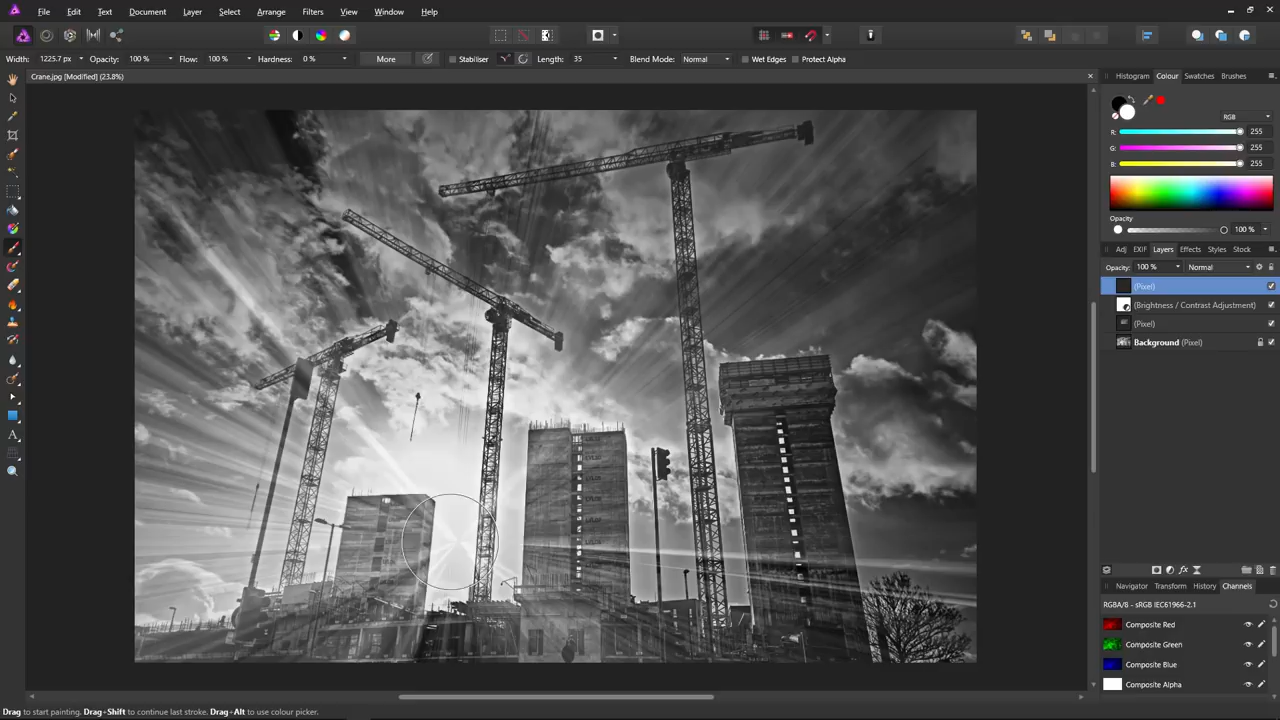 File Edit Text Document Layer Select Arrange Filters View Window Help
Width: 1225.7 px Opacity: 100 % Flow: 100 % Hardness: 0 % More Stabiliser Length: 35 Blend Mode: Normal Wet Edges Protect Alpha
Crane.jpg [Modified] (23.8%)
Histogram Colour Swatches Brushes
RGB
R: 255
G: 255
B: 255
Opacity
100 %
Adj EXIF Layers Effects Styles Stock
Opacity: 100 % Normal
(Pixel)
(Brightness / Contrast Adjustment)
(Pixel)
Background (Pixel)
Navigator Transform History Channels
RGBA/8 - sRGB IEC61966-2.1
Composite Red
Composite Green
Composite Blue
Composite Alpha
Drag to start painting. Drag+Shift to continue last stroke. Drag+Alt to use colour picker.